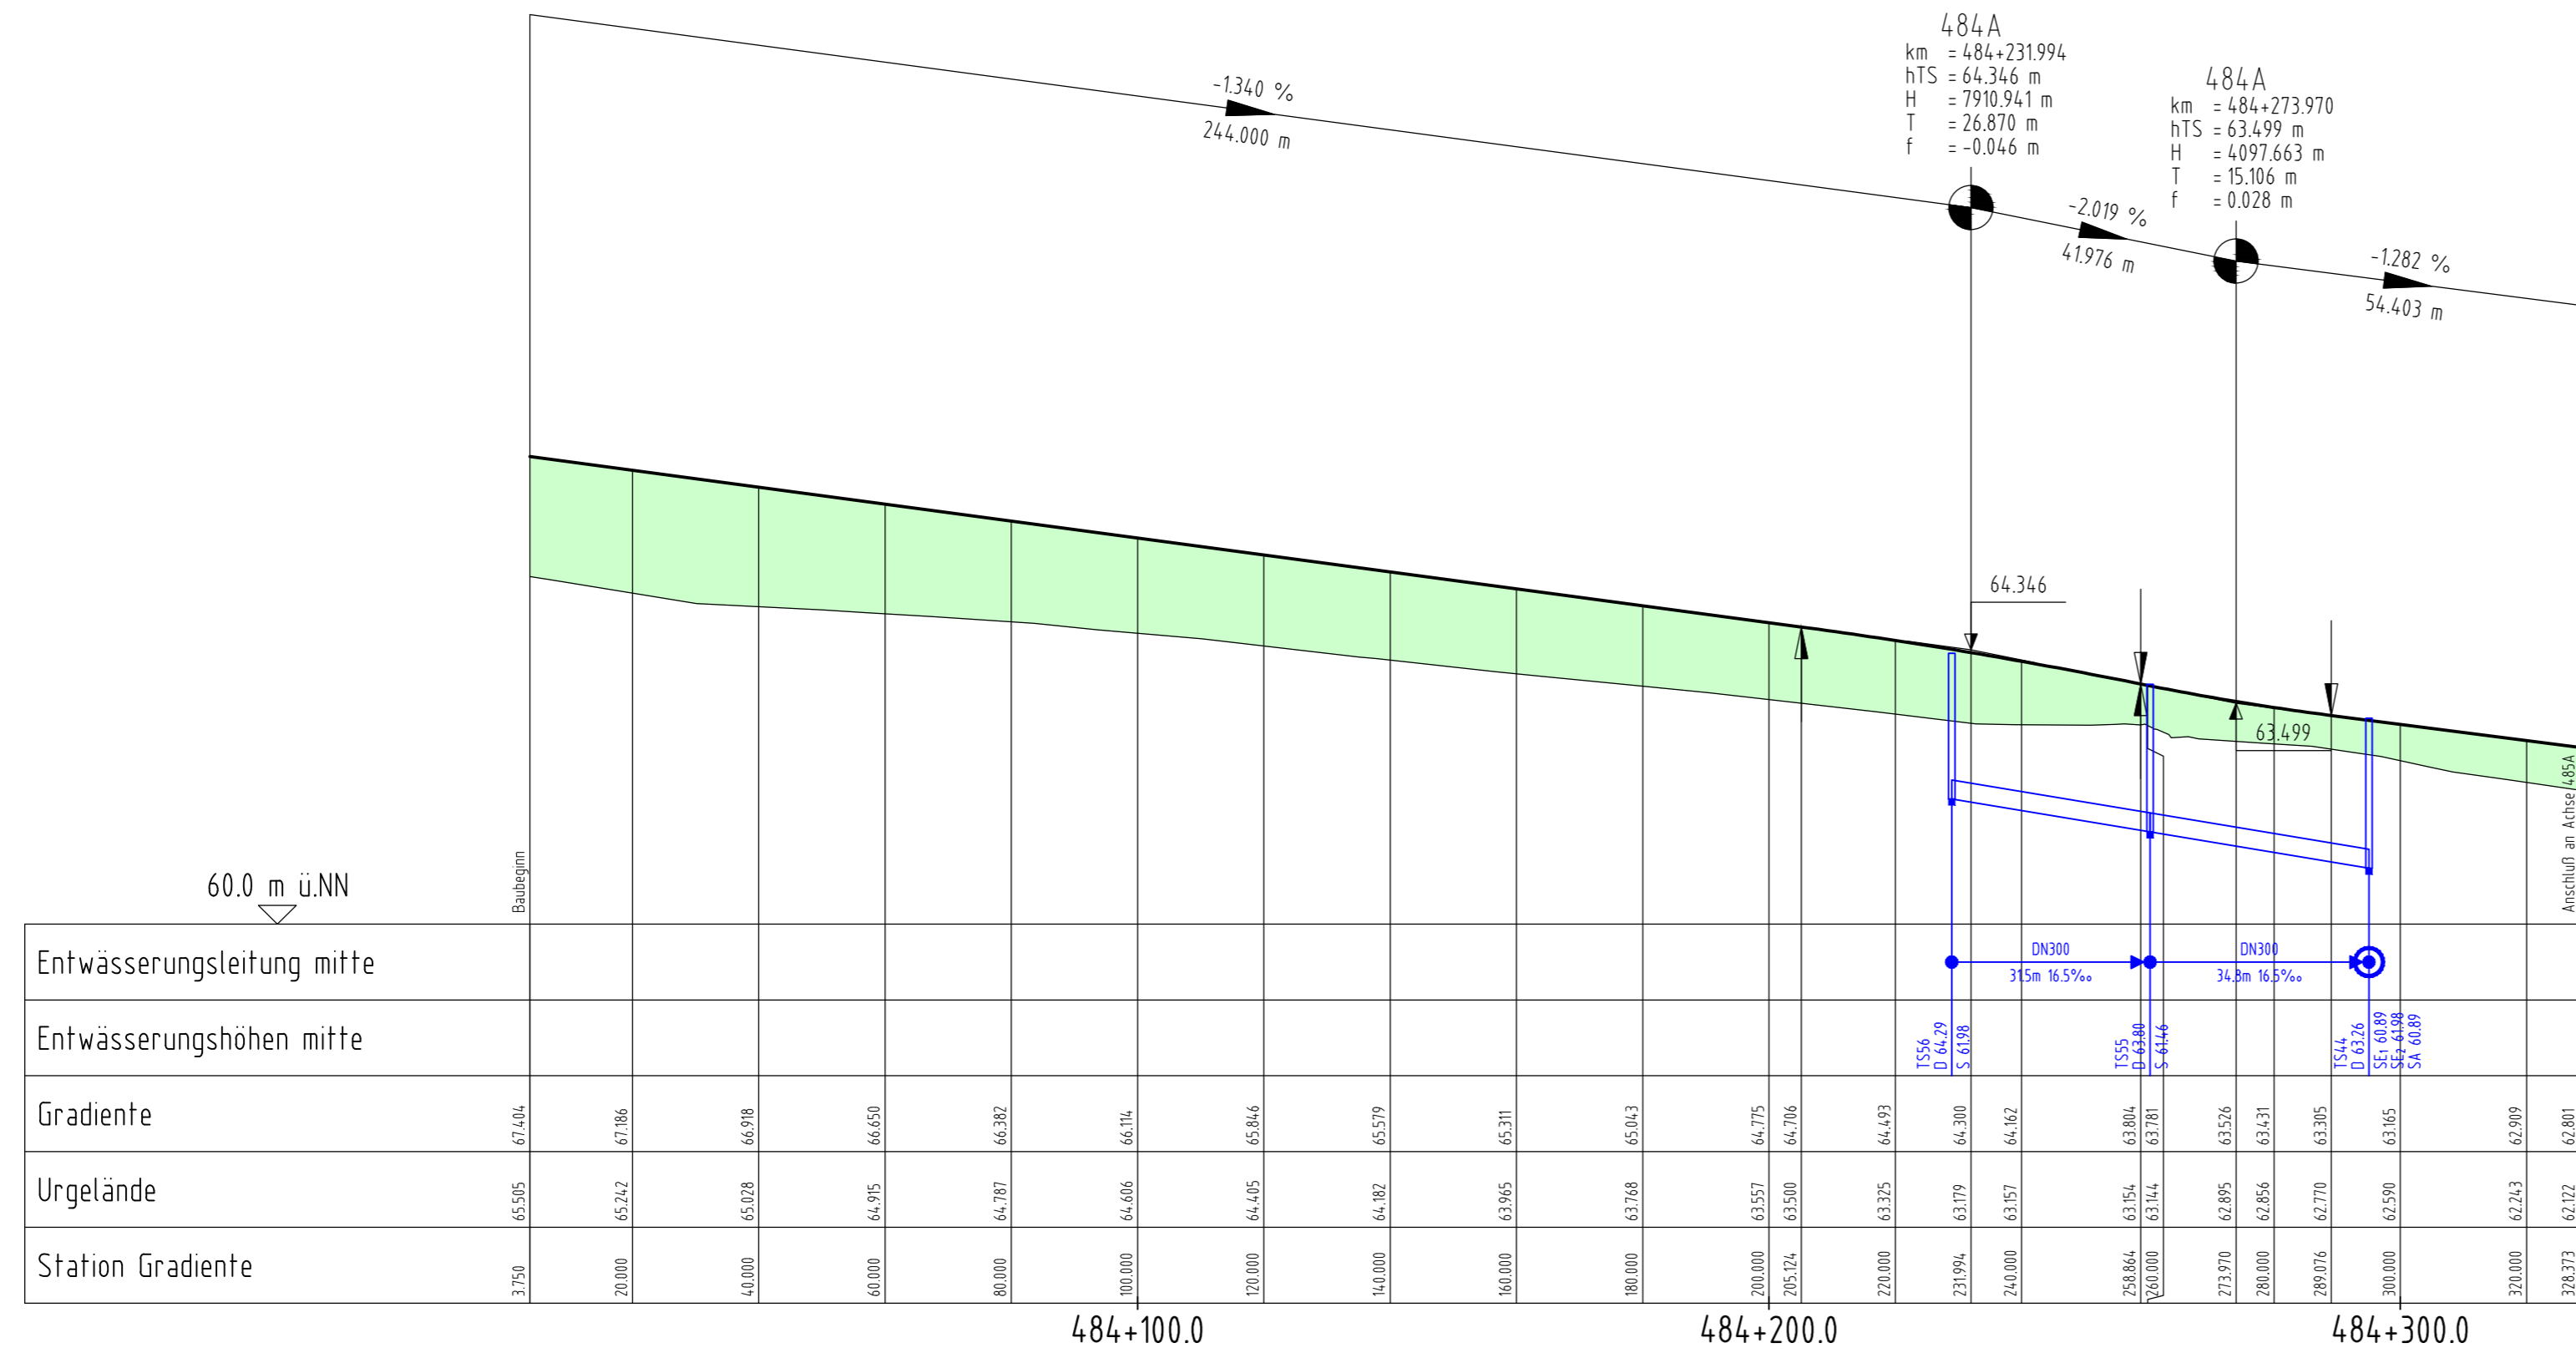 484A
km = 484+231.994
hTS = 64.346 m
H = 7910.941 m
T = 26.870 m
f = -0.046 m
484A
km = 484+273.970
hTS = 63.499 m
H = 4097.663 m
T = 15.106 m
f = 0.028 m
-1.340 %
244.000 m
-2.019 %
41.976 m
-1.282 %
54.403 m
64.346
63.499
Baubeginn
Anschluß an Achse 485A
60.0 m ü.NN
Entwässerungsleitung mitte
DN300
31.5m 16.5‰
DN300
34.8m 16.5‰
Entwässerungshöhen mitte
TS56
D 64.29
S 61.98
TS55
D 63.80
S 61.46
TS44
D 63.26
SE1 60.89
SE2 61.98
SA 60.89
Gradiente 67.404 67.186 66.918 66.650 66.382 66.114 65.846 65.579 65.311 65.043 64.775 64.706 64.493 64.300 64.162 63.804 63.781 63.526 63.431 63.305 63.165 62.909 62.801
Urgelände 65.505 65.242 65.028 64.915 64.787 64.606 64.405 64.182 63.965 63.768 63.557 63.500 63.325 63.179 63.157 63.154 63.144 62.895 62.856 62.770 62.590 62.243 62.122
Station Gradiente 3.750 20.000 40.000 60.000 80.000 100.000 120.000 140.000 160.000 180.000 200.000 205.124 220.000 231.994 240.000 258.864 260.000 273.970 280.000 289.076 300.000 320.000 328.373
484+100.0 484+200.0 484+300.0